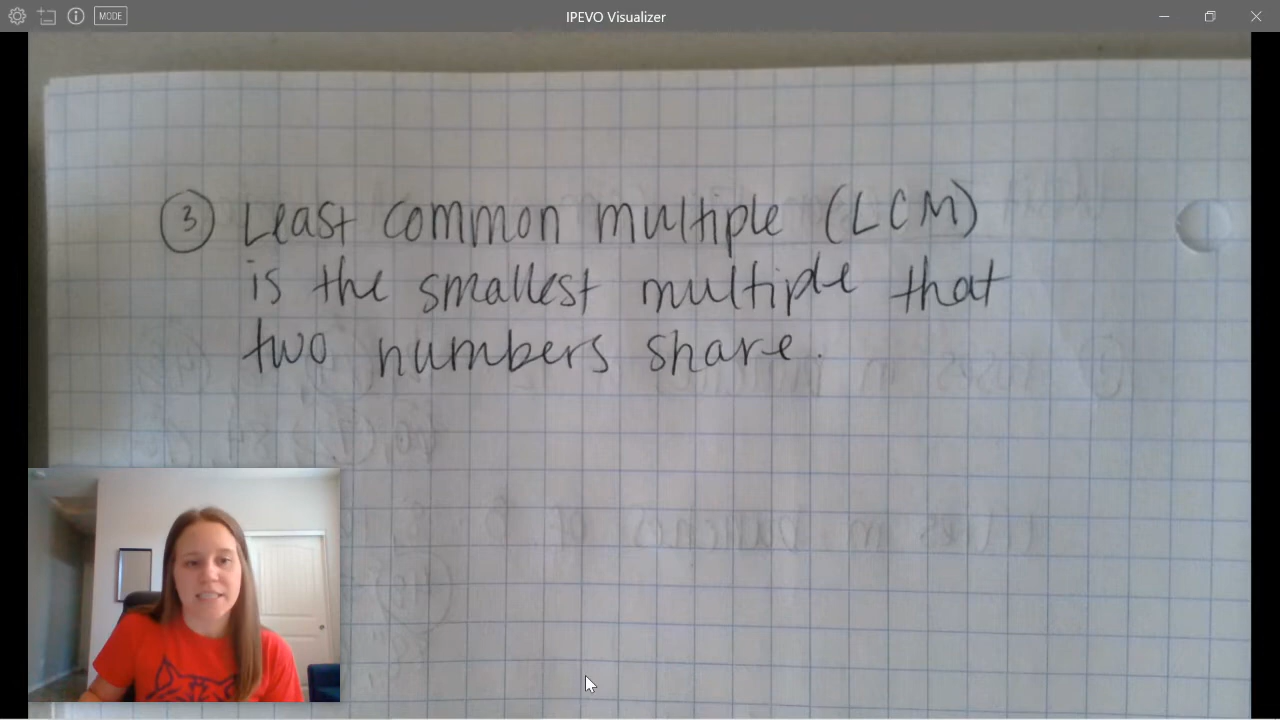 MODE
IPEVO Visualizer
③ Least common multiple (LCM)
is the smallest multiple that
two numbers share.